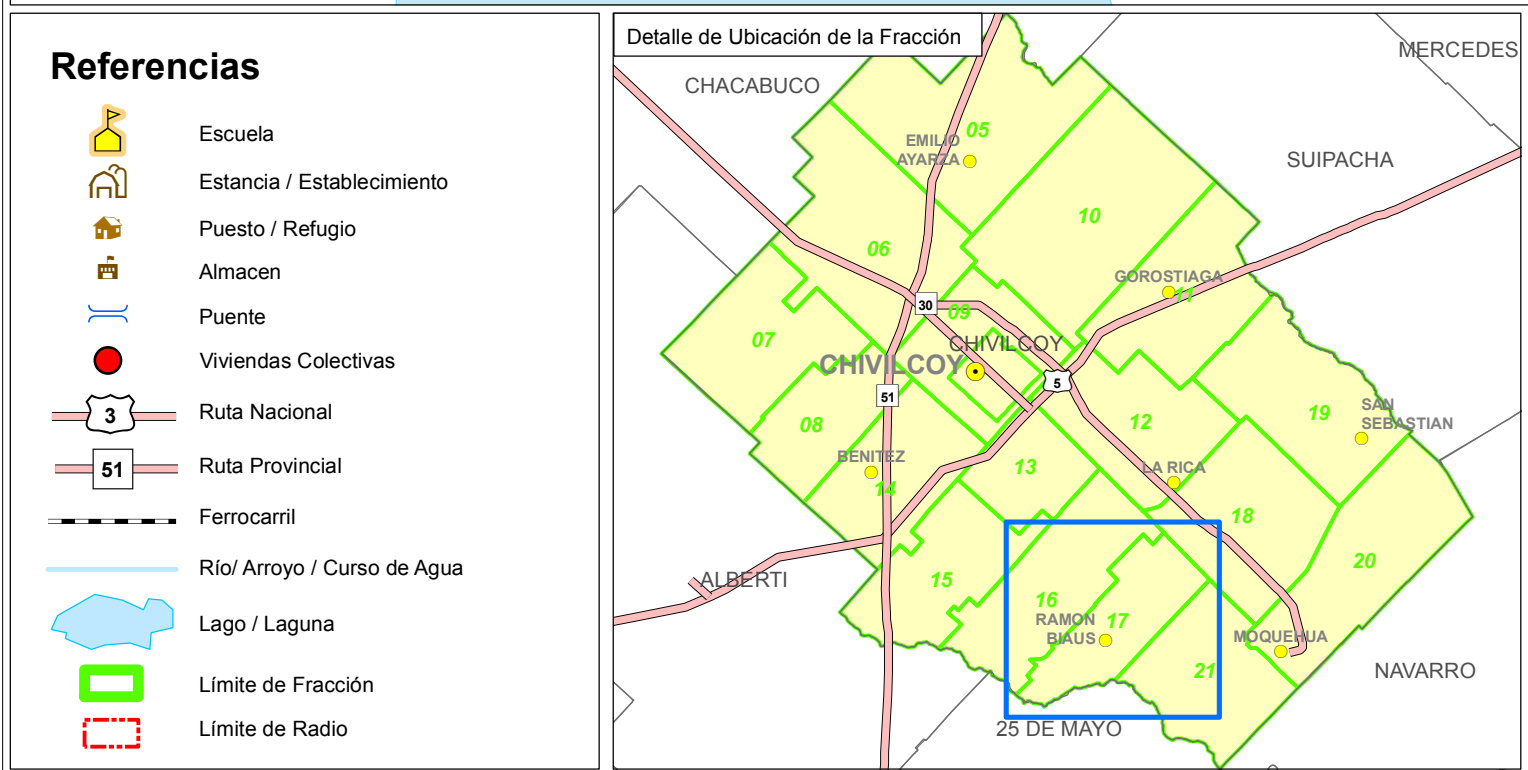 Referencias
Escuela
Estancia / Establecimiento
Puesto / Refugio
Almacen
Puente
Viviendas Colectivas
3
Ruta Nacional
51
Ruta Provincial
Ferrocarril
Río/ Arroyo / Curso de Agua
Lago / Laguna
Límite de Fracción
Límite de Radio
Detalle de Ubicación de la Fracción
MERCEDES
CHACABUCO
05
EMILIO
AYARZA
SUIPACHA
10
06
GOROSTIAGA
11
30
09
07
CHIVILCOY
CHIVILCOY
5
51
19
SAN
SEBASTIAN
12
08
BENITEZ
14
13
LA RICA
18
20
ALBERTI
15
16
RAMON
BIAUS
17
MOQUEHUA
21
NAVARRO
25 DE MAYO